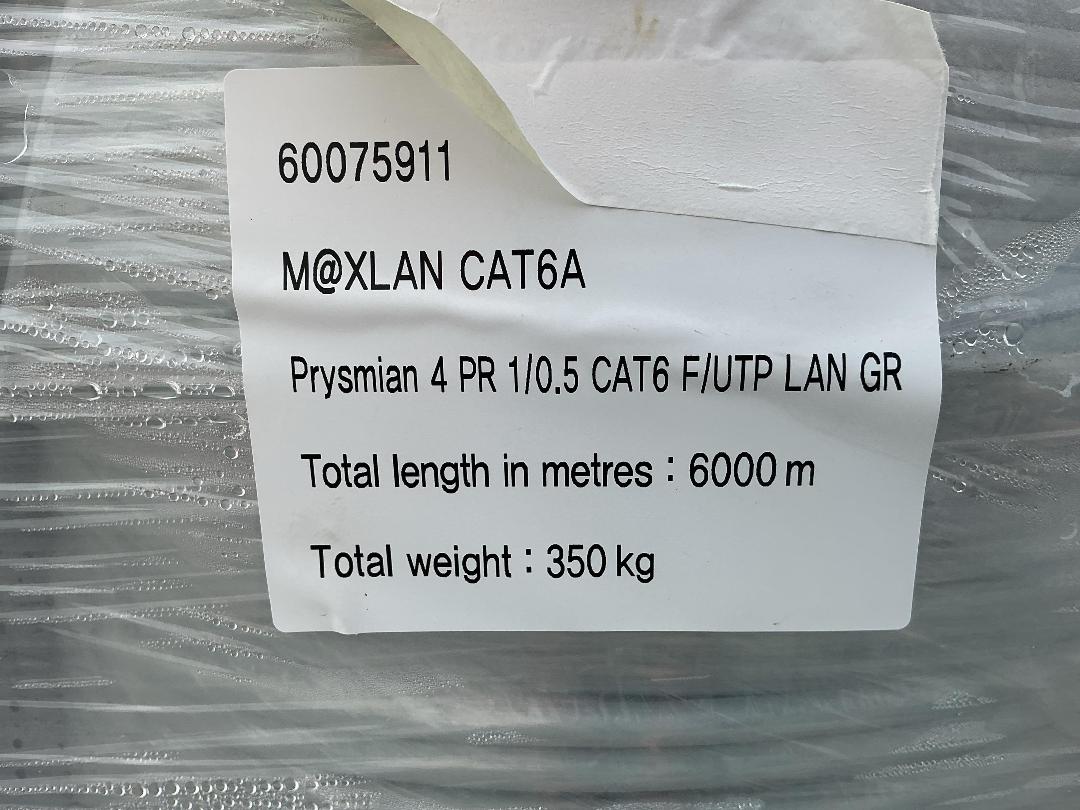 60075911
M@XLAN CAT6A
Prysmian 4 PR 1/0.5 CAT6 F/UTP LAN GR
Total length in metres : 6000 m
Total weight : 350 kg